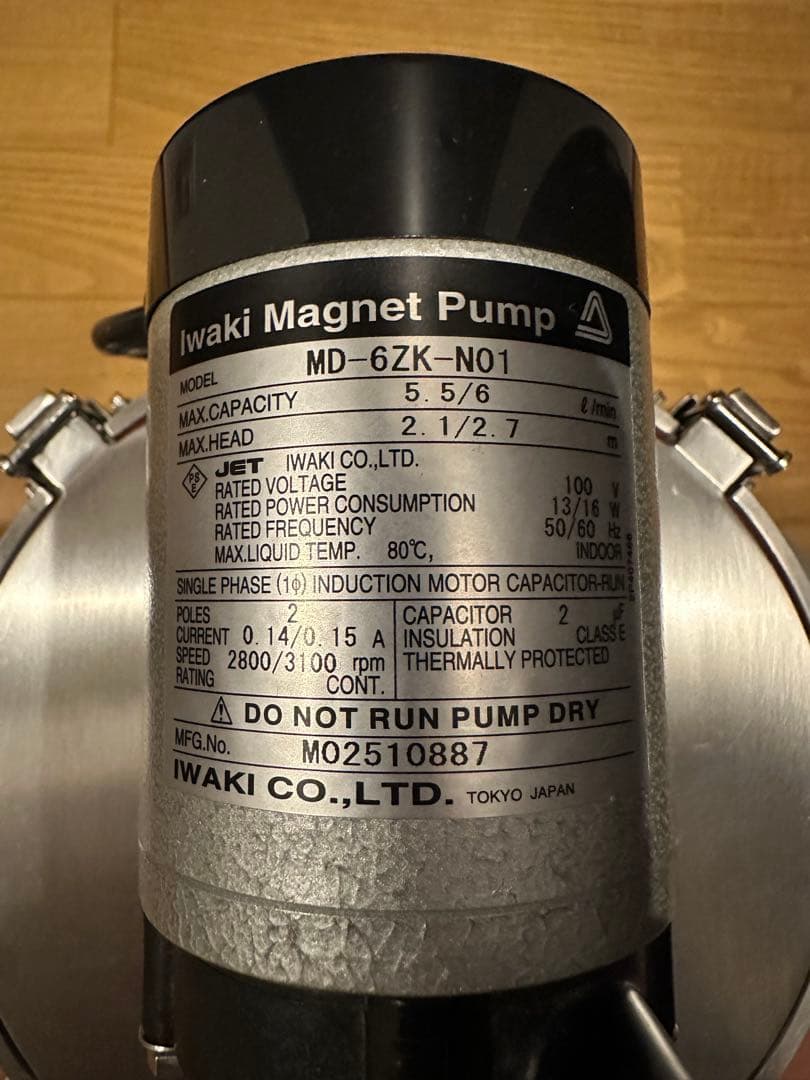 Iwaki Magnet Pump
MODEL MD-6ZK-N01
MAX.CAPACITY 5.5/6 ℓ/min
MAX.HEAD 2.1/2.7 m
PS E JET IWAKI CO.,LTD.
RATED VOLTAGE 100 V
RATED POWER CONSUMPTION 13/16 W
RATED FREQUENCY 50/60 Hz
MAX.LIQUID TEMP. 80℃, INDOOR
SINGLE PHASE (1ϕ) INDUCTION MOTOR CAPACITOR-RUN
POLES 2
CURRENT 0.14/0.15 A
SPEED 2800/3100 rpm
RATING CONT.
CAPACITOR 2 μF
INSULATION CLASS E
THERMALLY PROTECTED
⚠ DO NOT RUN PUMP DRY
MFG.No. M02510887
IWAKI CO.,LTD. TOKYO JAPAN